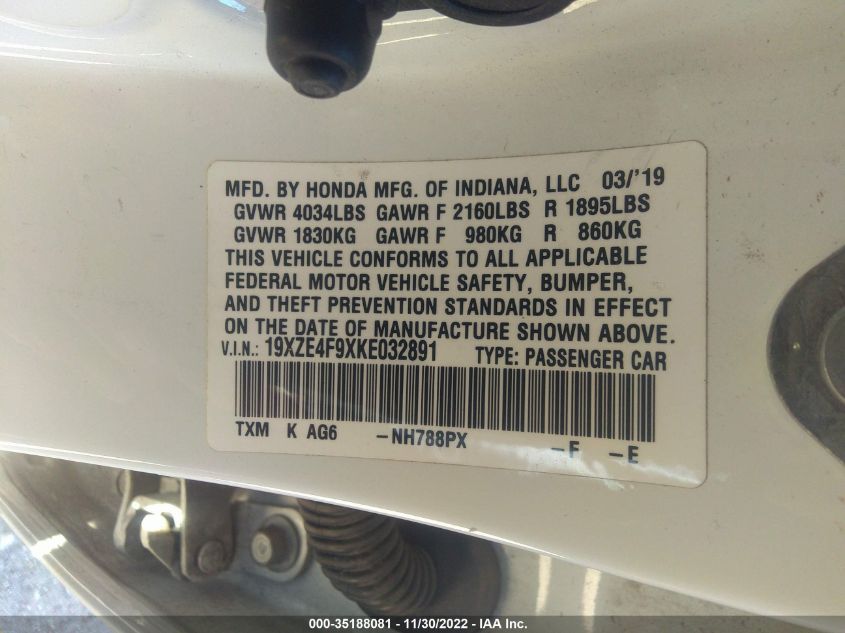 MFD. BY HONDA MFG. OF INDIANA, LLC 03/'19
GVWR 4034LBS GAWR F 2160LBS R 1895LBS
GVWR 1830KG GAWR F 980KG R 860KG
THIS VEHICLE CONFORMS TO ALL APPLICABLE
FEDERAL MOTOR VEHICLE SAFETY, BUMPER,
AND THEFT PREVENTION STANDARDS IN EFFECT
ON THE DATE OF MANUFACTURE SHOWN ABOVE.
V.I.N.: 19XZE4F9XKE032891 TYPE: PASSENGER CAR
TXM K AG6 -NH788PX -F -E
000-35188081 - 11/30/2022 - IAA Inc.